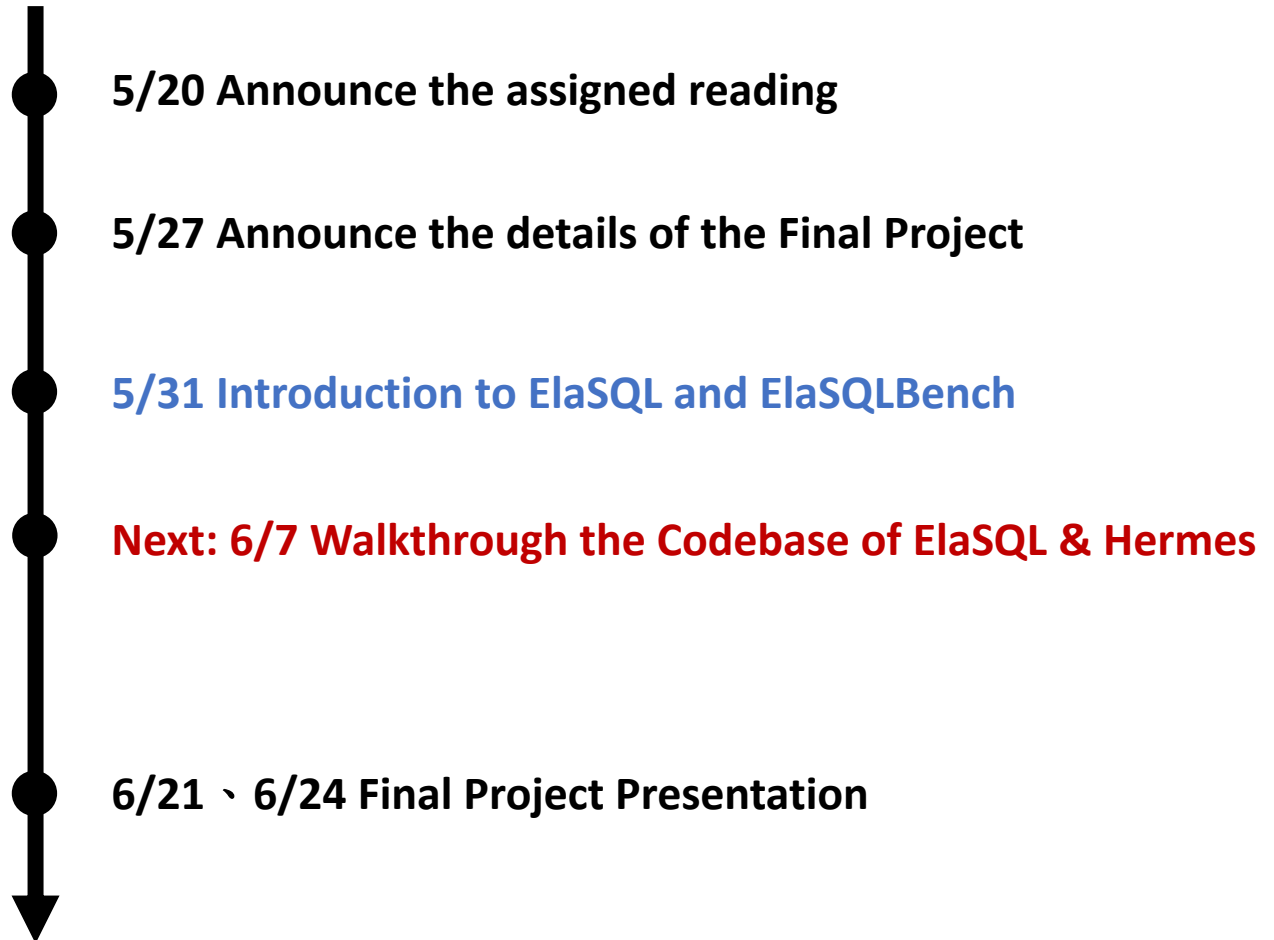 5/20 Announce the assigned reading
5/27 Announce the details of the Final Project
5/31 Introduction to ElaSQL and ElaSQLBench
Next: 6/7 Walkthrough the Codebase of ElaSQL & Hermes
6/21、6/24 Final Project Presentation